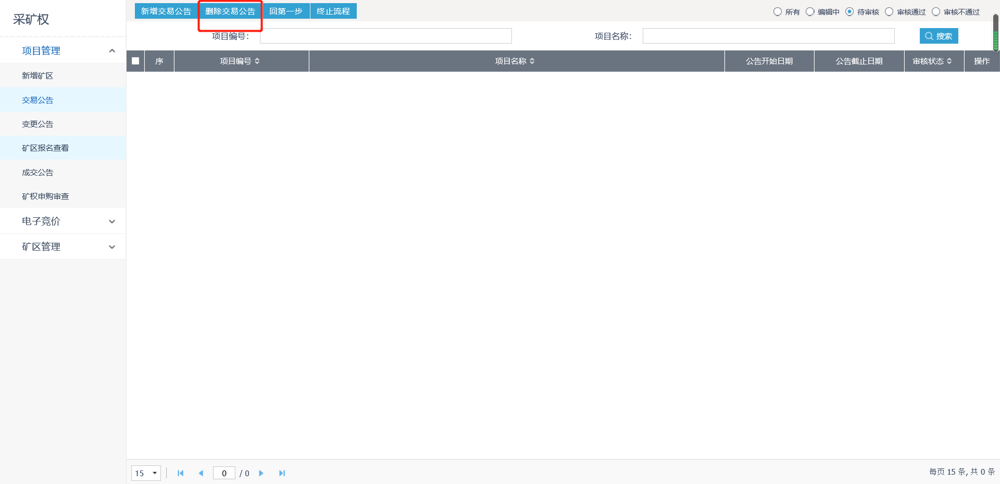 采矿权
项目管理
新增矿区
交易公告
变更公告
矿区报名查看
成交公告
矿权申购审查
电子竞价
矿区管理
新增交易公告 删除交易公告 回第一步 终止流程
所有 编辑中 待审核 审核通过 审核不通过
项目编号： 项目名称： 搜索
序 项目编号 项目名称 公告开始日期 公告截止日期 审核状态 操作
15 0 / 0 每页 15 条, 共 0 条